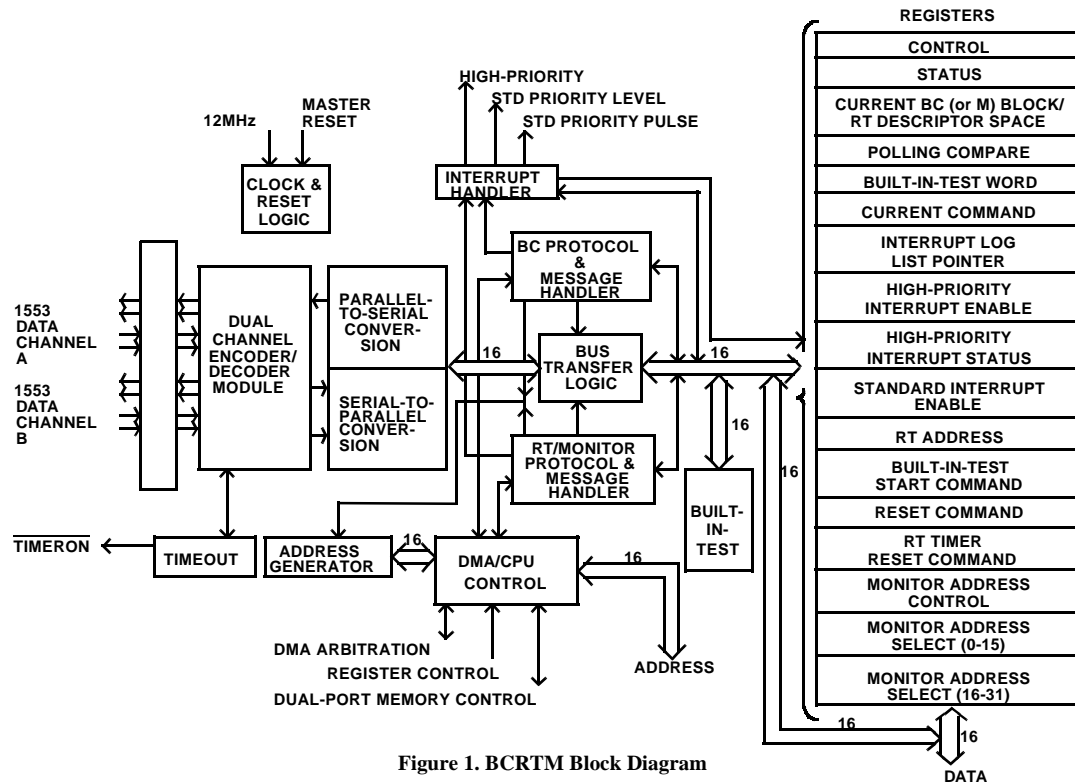 REGISTERS
CONTROL
STATUS
CURRENT BC (or M) BLOCK/
RT DESCRIPTOR SPACE
POLLING COMPARE
BUILT-IN-TEST WORD
CURRENT COMMAND
INTERRUPT LOG
LIST POINTER
HIGH-PRIORITY
INTERRUPT ENABLE
HIGH-PRIORITY
INTERRUPT STATUS
STANDARD INTERRUPT
ENABLE
RT ADDRESS
BUILT-IN-TEST
START COMMAND
RESET COMMAND
RT TIMER
RESET COMMAND
MONITOR ADDRESS
CONTROL
MONITOR ADDRESS
SELECT (0-15)
MONITOR ADDRESS
SELECT (16-31)
HIGH-PRIORITY
STD PRIORITY LEVEL
STD PRIORITY PULSE
12MHz
MASTER
RESET
CLOCK &
RESET
LOGIC
INTERRUPT
HANDLER
BC PROTOCOL
&
MESSAGE
HANDLER
1553
DATA
CHANNEL
A
1553
DATA
CHANNEL
B
DUAL
CHANNEL
ENCODER/
DECODER
MODULE
PARALLEL-
TO-SERIAL
CONVER-
SION
SERIAL-TO-
PARALLEL
CONVER-
SION
16
BUS
TRANSFER
LOGIC
16
RT/MONITOR
PROTOCOL &
MESSAGE
HANDLER
16
BUILT-
IN-
TEST
16
TIMERON
TIMEOUT
ADDRESS
GENERATOR
16
DMA/CPU
CONTROL
16
DMA ARBITRATION
REGISTER CONTROL
DUAL-PORT MEMORY CONTROL
ADDRESS
16
16
DATA
Figure 1. BCRTM Block Diagram